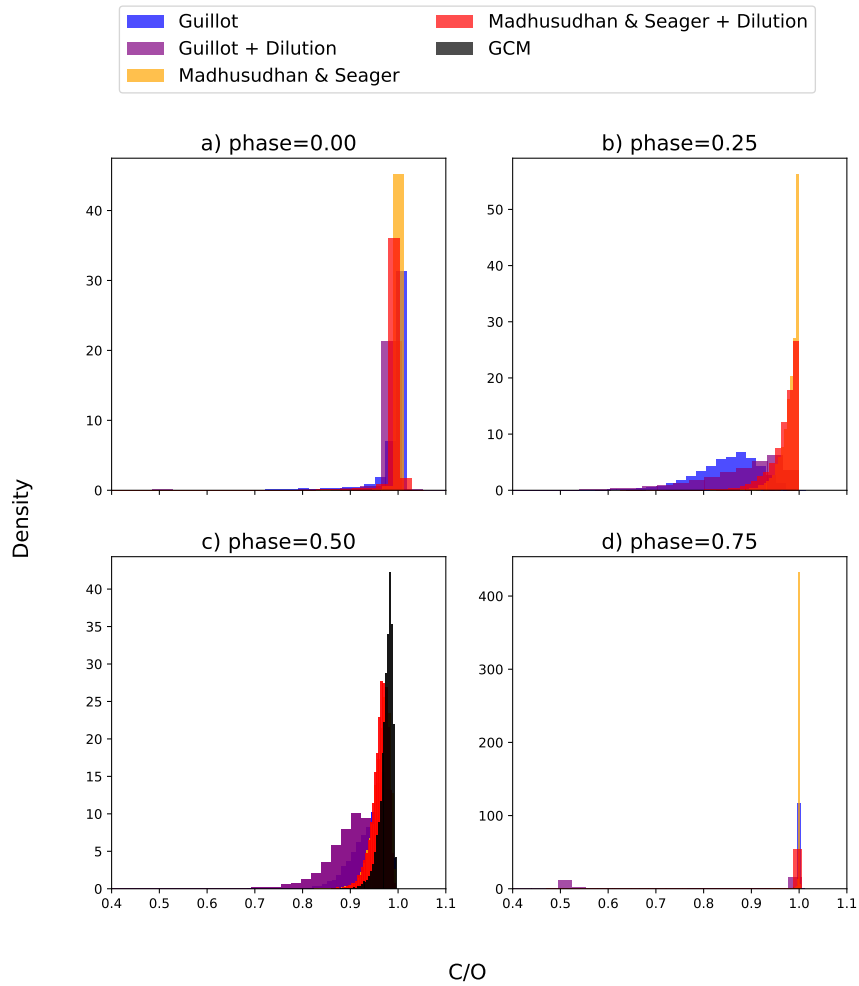 Guillot
Guillot + Dilution
Madhusudhan & Seager
Madhusudhan & Seager + Dilution
GCM
a) phase=0.00
40
30
20
10
0
b) phase=0.25
50
40
30
20
10
0
Density
c) phase=0.50
40
35
30
25
20
15
10
5
0
0.4 0.5 0.6 0.7 0.8 0.9 1.0 1.1
d) phase=0.75
400
300
200
100
0
0.4 0.5 0.6 0.7 0.8 0.9 1.0 1.1
C/O